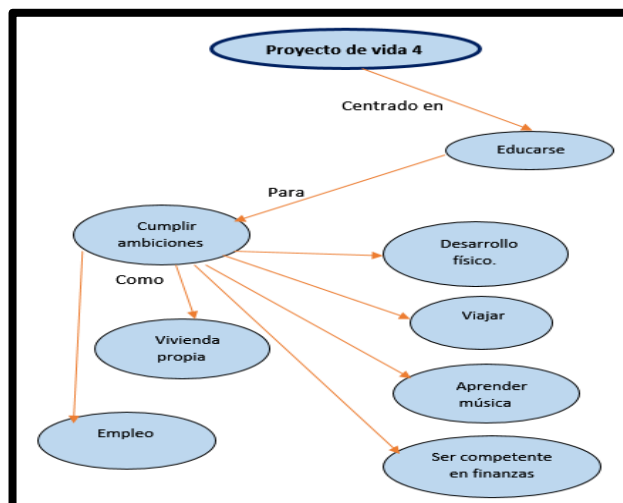 Proyecto de vida 4
Centrado en
Educarse
Para
Cumplir
ambiciones
Desarrollo
físico.
Como
Viajar
Vivienda
propia
Aprender
música
Empleo
Ser competente
en finanzas